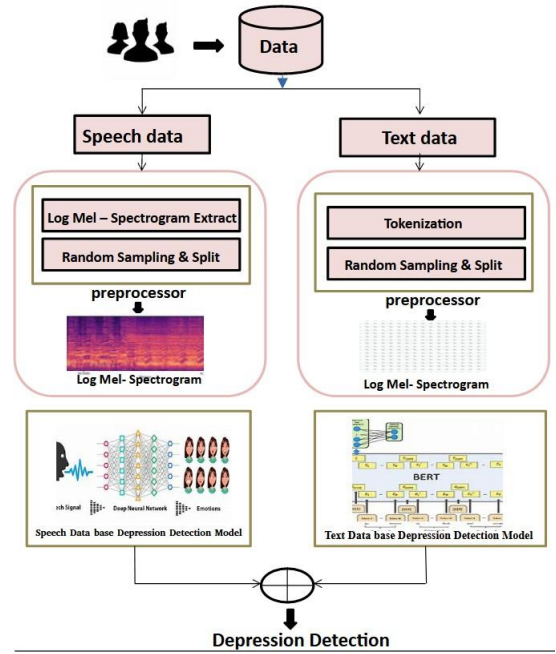 Data
Speech data
Text data
Log Mel – Spectrogram Extract
Random Sampling & Split
preprocessor
Log Mel- Spectrogram
Tokenization
Random Sampling & Split
preprocessor
Log Mel- Spectrogram
ech Signal
Deep Neural Network
Emotions
Speech Data base Depression Detection Model
BERT
Text Data base Depression Detection Model
Depression Detection